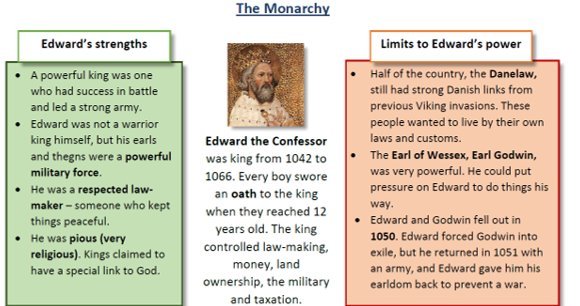 The Monarchy
Edward's strengths
• A powerful king was one
who had success in battle
and led a strong army.
• Edward was not a warrior
king himself, but his earls
and thegns were a powerful
military force.
• He was a respected law-
maker – someone who kept
things peaceful.
• He was pious (very
religious). Kings claimed to
have a special link to God.
Edward the Confessor
was king from 1042 to
1066. Every boy swore
an oath to the king
when they reached 12
years old. The king
controlled law-making,
money, land
ownership, the military
and taxation.
Limits to Edward's power
• Half of the country, the Danelaw,
still had strong Danish links from
previous Viking invasions. These
people wanted to live by their own
laws and customs.
• The Earl of Wessex, Earl Godwin,
was very powerful. He could put
pressure on Edward to do things his
way.
• Edward and Godwin fell out in
1050. Edward forced Godwin into
exile, but he returned in 1051 with
an army, and Edward gave him his
earldom back to prevent a war.